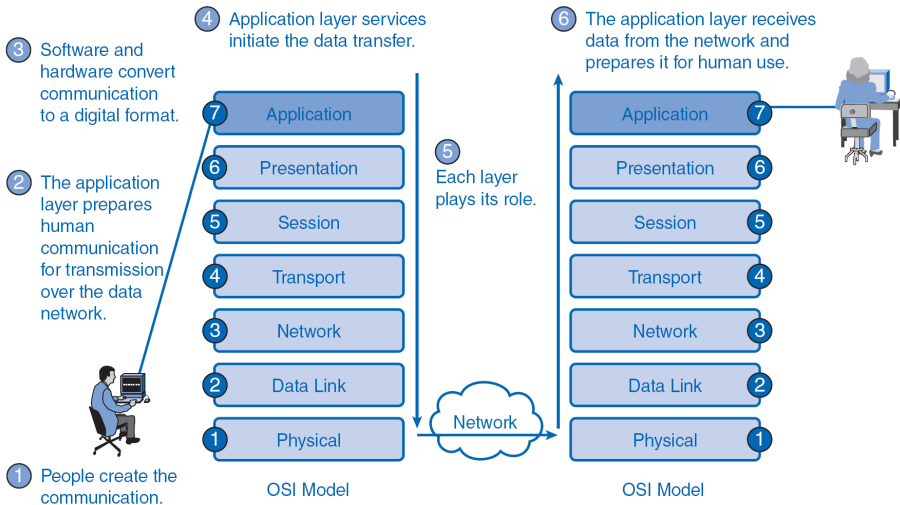 4 Application layer services
initiate the data transfer.
6 The application layer receives
data from the network and
prepares it for human use.
3 Software and
hardware convert
communication
to a digital format.
2 The application
layer prepares
human
communication
for transmission
over the data
network.
1 People create the
communication.
7 Application
6 Presentation
5 Session
4 Transport
3 Network
2 Data Link
1 Physical
OSI Model
5
Each layer
plays its role.
Network
Application 7
Presentation 6
Session 5
Transport 4
Network 3
Data Link 2
Physical 1
OSI Model